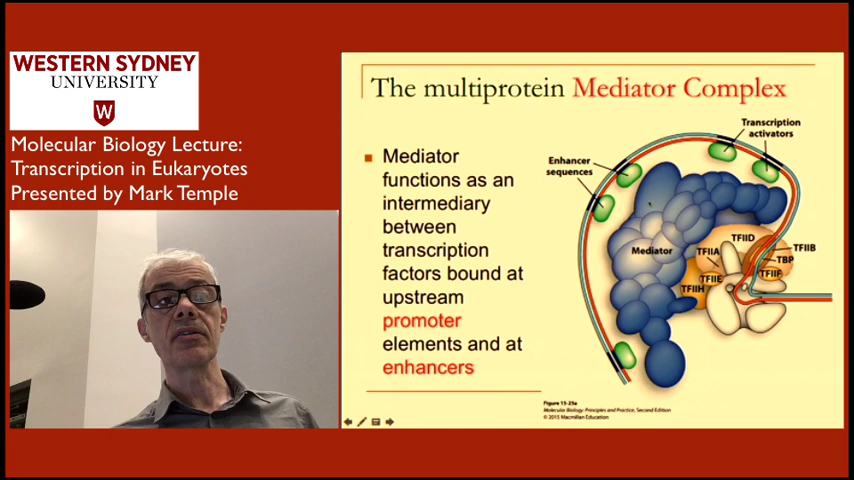 WESTERN SYDNEY
UNIVERSITY
W
Molecular Biology Lecture:
Transcription in Eukaryotes
Presented by Mark Temple
The multiprotein Mediator Complex
Mediator
functions as an
intermediary
between
transcription
factors bound at
upstream
promoter
elements and at
enhancers
Transcription
activators
Enhancer
sequences
Mediator
TFIID
TFIIB
TFIIA
TBP
TFIIE
TFIIF
TFIIH
Figure 15-25a
Molecular Biology: Principles and Practice, Second Edition
© 2015 Macmillan Education